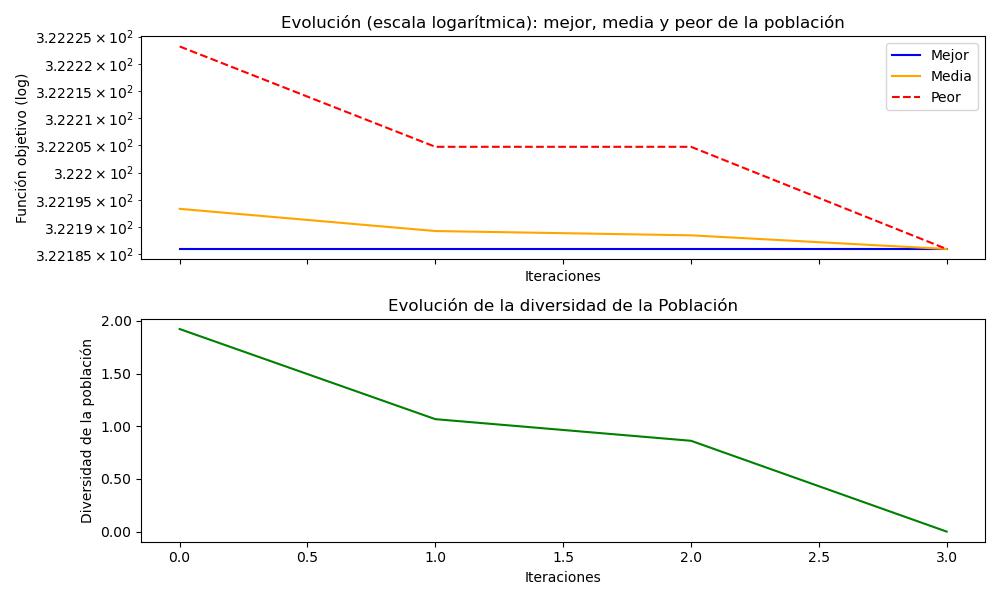 Evolución (escala logarítmica): mejor, media y peor de la población
Función objetivo (log)
3.22225 × 10²
3.2222 × 10²
3.22215 × 10²
3.2221 × 10²
3.22205 × 10²
3.222 × 10²
3.22195 × 10²
3.2219 × 10²
3.22185 × 10²
Mejor
Media
Peor
Iteraciones
Evolución de la diversidad de la Población
Diversidad de la población
2.00
1.50
1.00
0.50
0.00
0.0 0.5 1.0 1.5 2.0 2.5 3.0
Iteraciones